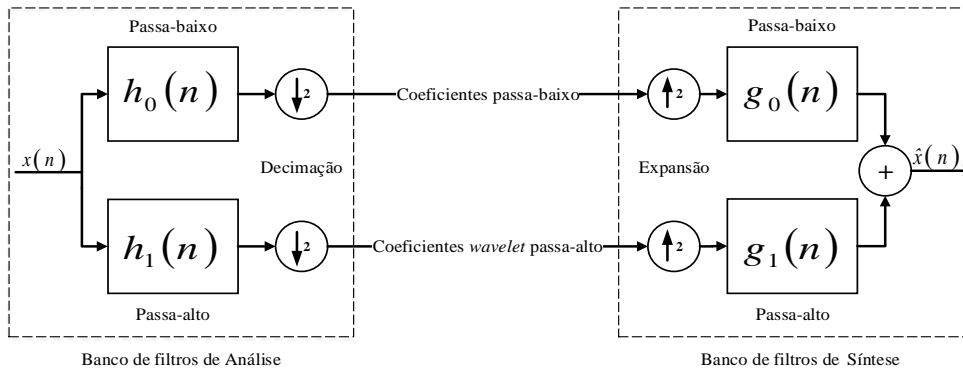 Passa-baixo
Passa-baixo
h₀(n)
↓2
Coeficientes passa-baixo
↑2
g₀(n)
x(n)
Decimação
Expansão
+
x̂(n)
h₁(n)
↓2
Coeficientes wavelet passa-alto
↑2
g₁(n)
Passa-alto
Passa-alto
Banco de filtros de Análise
Banco de filtros de Síntese